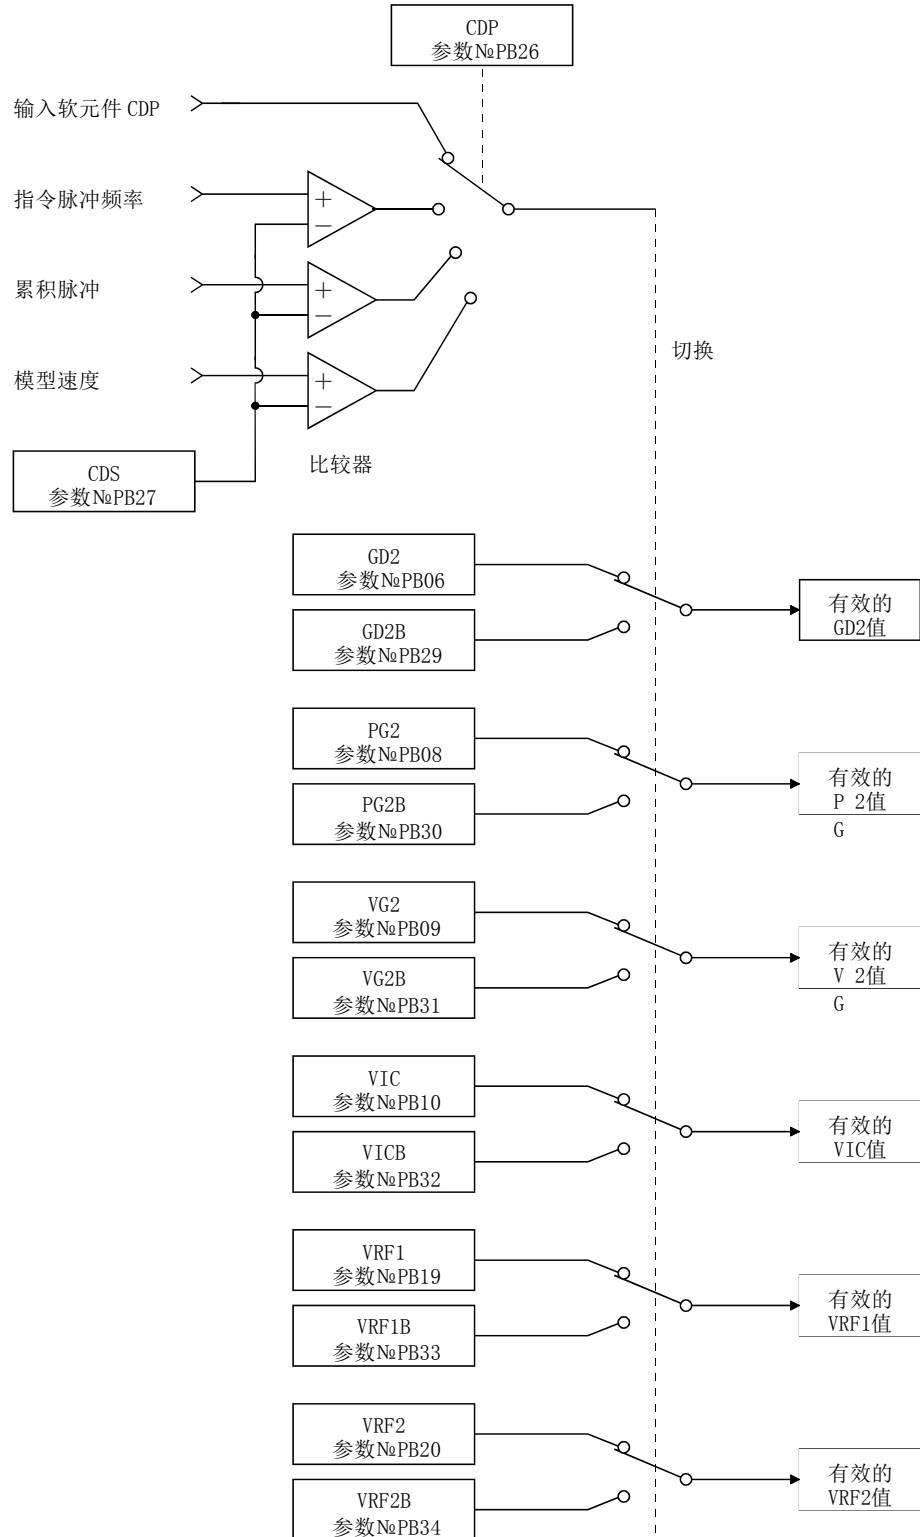 CDP
参数№PB26
输入软元件 CDP
指令脉冲频率
+
−
累积脉冲
+
−
切换
模型速度
+
−
比较器
CDS
参数№PB27
GD2
参数№PB06
有效的
GD2值
GD2B
参数№PB29
PG2
参数№PB08
有效的
P 2值
G
PG2B
参数№PB30
VG2
参数№PB09
有效的
V 2值
G
VG2B
参数№PB31
VIC
参数№PB10
有效的
VIC值
VICB
参数№PB32
VRF1
参数№PB19
有效的
VRF1值
VRF1B
参数№PB33
VRF2
参数№PB20
有效的
VRF2值
VRF2B
参数№PB34